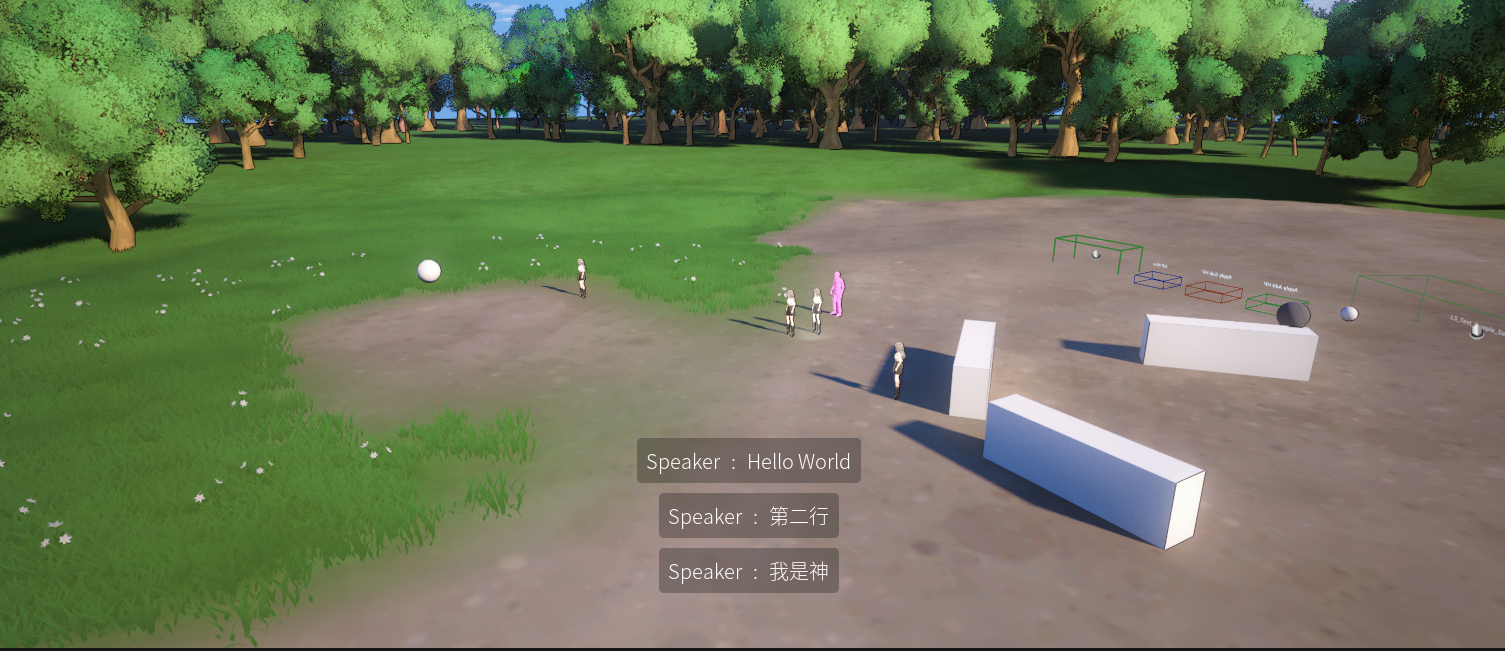 Speaker : Hello World
Speaker : 第二行
Speaker : 我是神